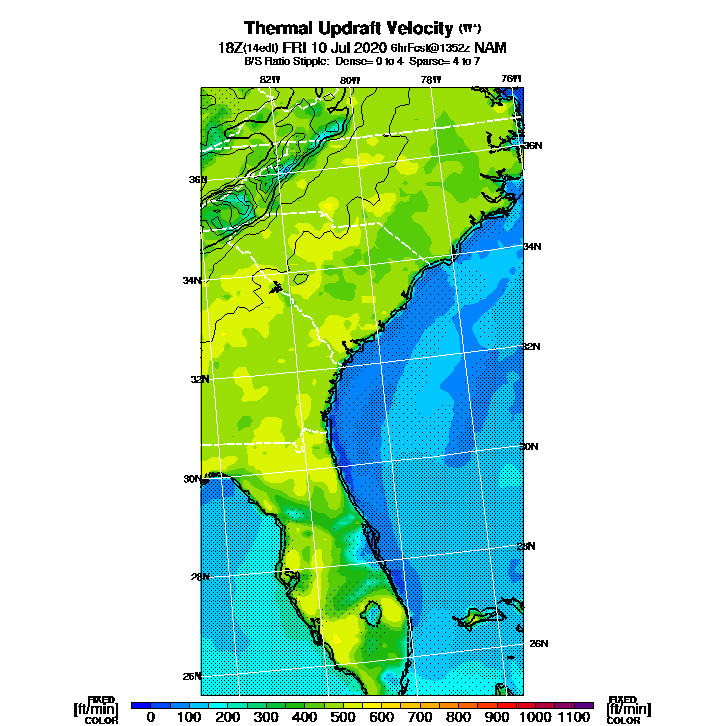 Thermal Updraft Velocity (W*)
18Z(14edt) FRI 10 Jul 2020 6hrFcst@1352z NAM
B/S Ratio Stipple: Dense= 0 to 4 Sparse= 4 to 7
82W 80W 78W 76W
36N
36N
34N
34N
32N
32N
30N
30N
28N
28N
26N
26N
FIXED
[ft/min]
COLOR
0 100 200 300 400 500 600 700 800 900 1000 1100
FIXED
[ft/min]
COLOR